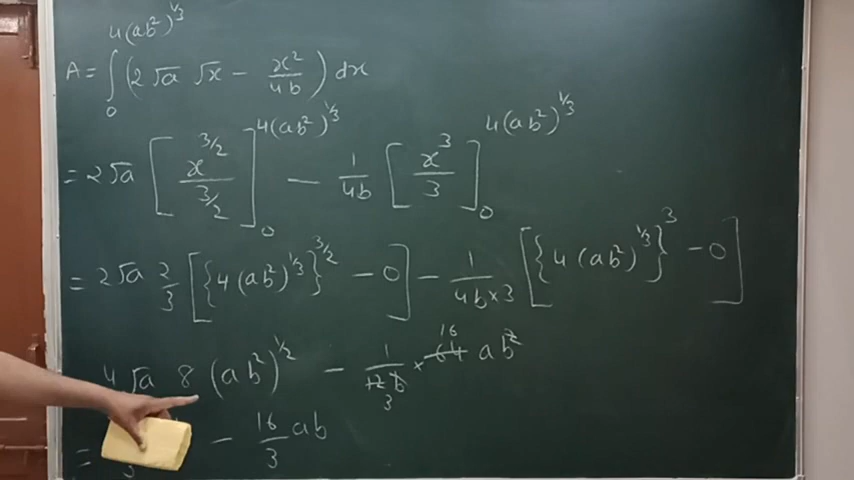 A = ∫₀^{4(ab²)^{1/3}} (2 √a √x − x²/4b) dx
= 2√a [x^{3/2} / 3/2]₀^{4(ab²)^{1/3}} − 1/4b [x³/3]₀^{4(ab²)^{1/3}}
= 2√a 2/3 [{4(ab²)^{1/3}}^{3/2} − 0] − 1/4b×3 [{4(ab²)^{1/3}}³ − 0]
4 √a 8 (ab²)^{1/2} − 1/12b 3 × 64 16 ab²
= 3 − 16/3 ab